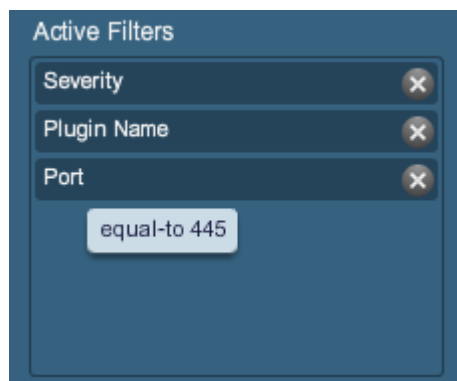 Active Filters
Severity
Plugin Name
Port
equal-to 445